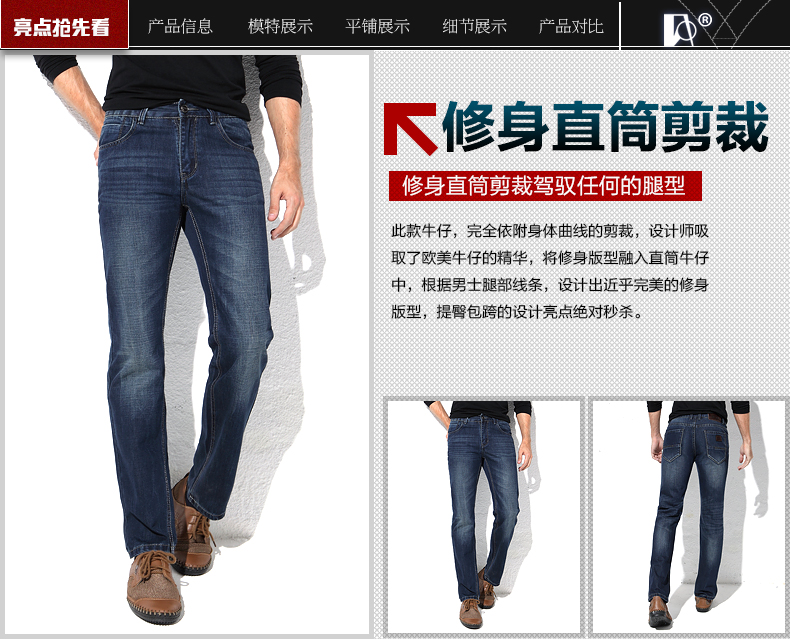 亮点抢先看 产品信息 模特展示 平铺展示 细节展示 产品对比 ®
修身直筒剪裁
修身直筒剪裁驾驭任何的腿型
此款牛仔，完全依附身体曲线的剪裁，设计师吸
取了欧美牛仔的精华，将修身版型融入直筒牛仔
中，根据男士腿部线条，设计出近乎完美的修身
版型，提臀包跨的设计亮点绝对秒杀。